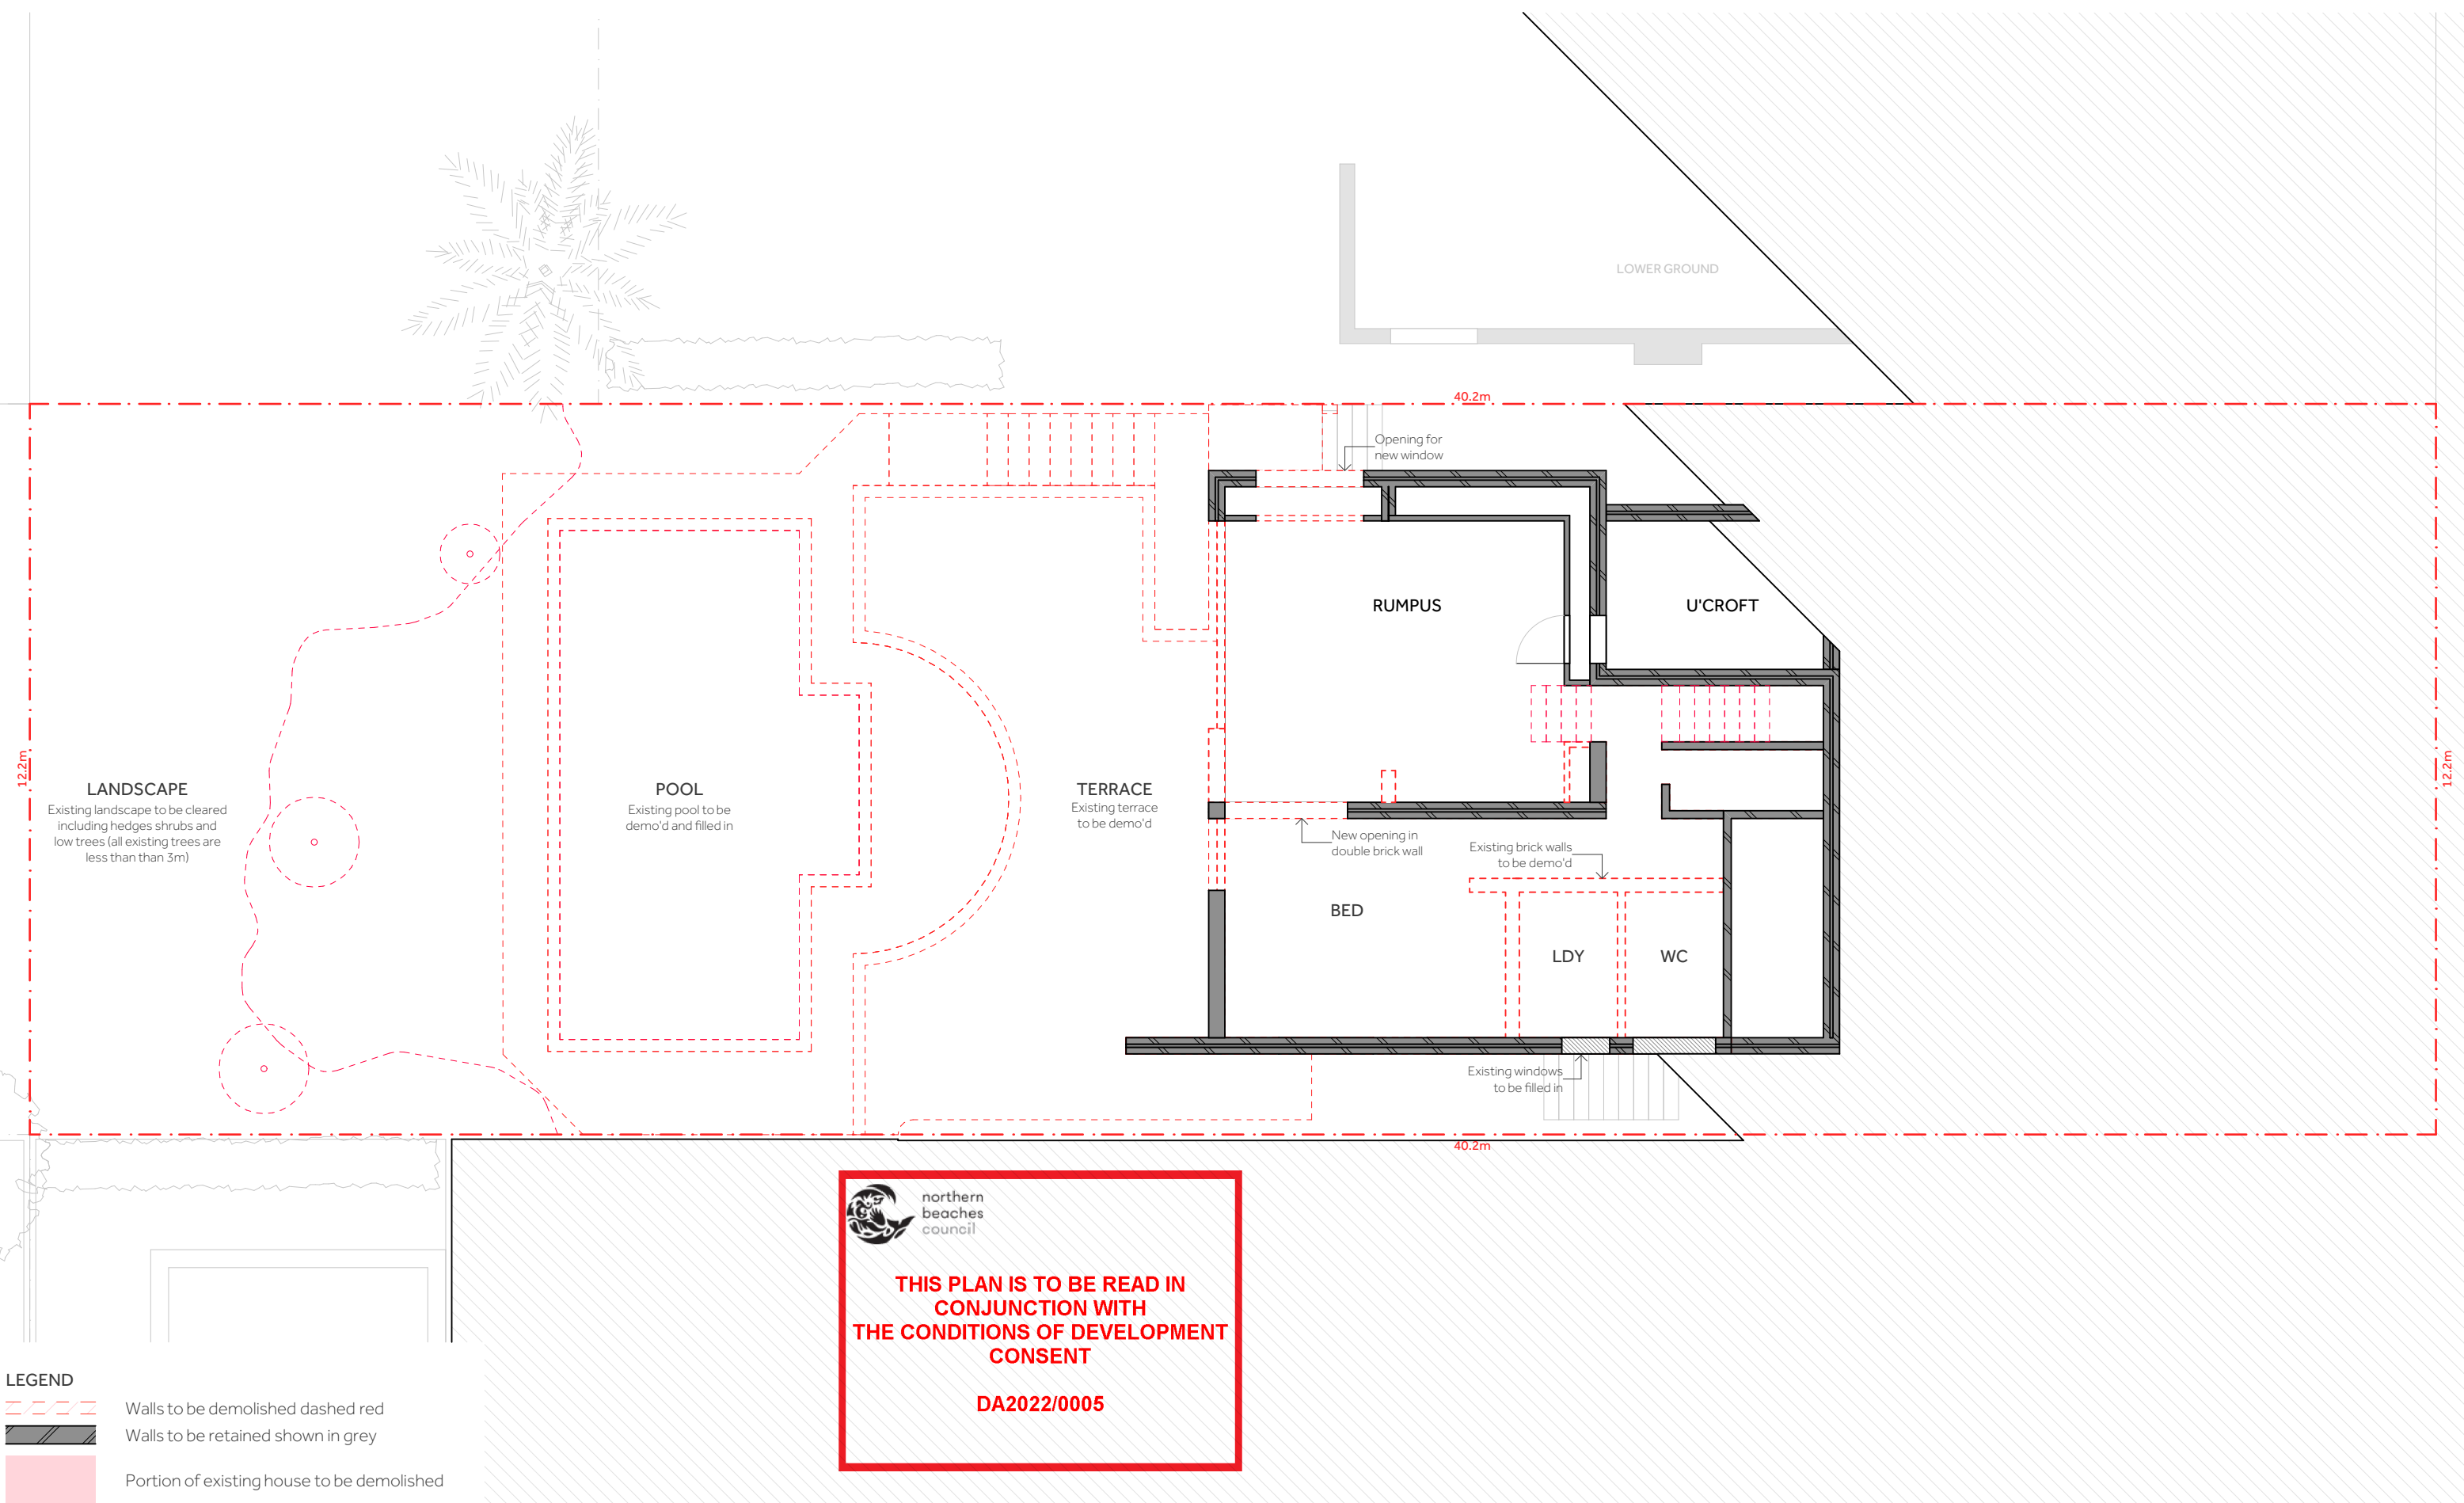 LOWER GROUND
40.2m
Opening for
new window
RUMPUS
U'CROFT
12.2m
LANDSCAPE
Existing landscape to be cleared
including hedges shrubs and
low trees (all existing trees are
less than than 3m)
POOL
Existing pool to be
demo'd and filled in
TERRACE
Existing terrace
to be demo'd
12.2m
New opening in
double brick wall
Existing brick walls
to be demo'd
BED
LDY
WC
Existing windows
to be filled in
40.2m
northern
beaches
council
THIS PLAN IS TO BE READ IN
CONJUNCTION WITH
THE CONDITIONS OF DEVELOPMENT
CONSENT
DA2022/0005
LEGEND
Walls to be demolished dashed red
Walls to be retained shown in grey
Portion of existing house to be demolished